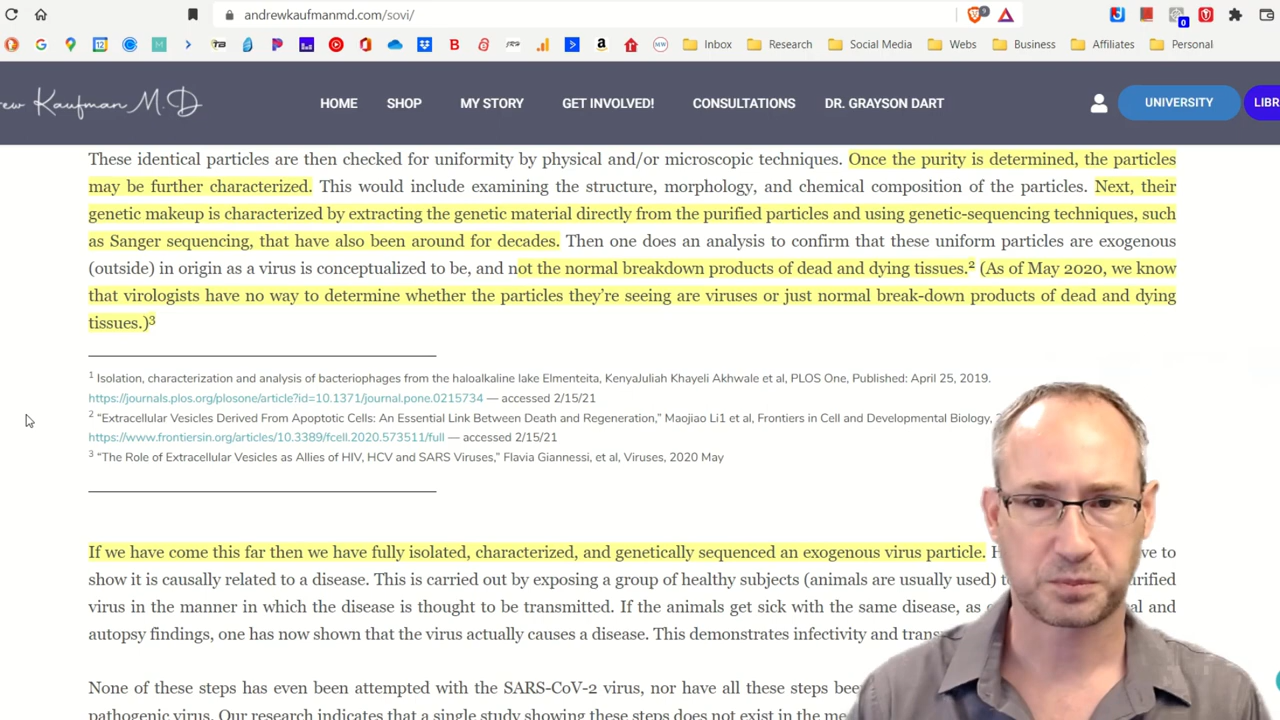 andrewkaufmanmd.com/sovi/
9
0
Inbox Research Social Media Webs Business Affiliates Personal
Kaufman M.D HOME SHOP MY STORY GET INVOLVED! CONSULTATIONS DR. GRAYSON DART UNIVERSITY LIBR
These identical particles are then checked for uniformity by physical and/or microscopic techniques. Once the purity is determined, the particles
may be further characterized. This would include examining the structure, morphology, and chemical composition of the particles. Next, their
genetic makeup is characterized by extracting the genetic material directly from the purified particles and using genetic-sequencing techniques, such
as Sanger sequencing, that have also been around for decades. Then one does an analysis to confirm that these uniform particles are exogenous
(outside) in origin as a virus is conceptualized to be, and not the normal breakdown products of dead and dying tissues.² (As of May 2020, we know
that virologists have no way to determine whether the particles they’re seeing are viruses or just normal break-down products of dead and dying
tissues.)³
¹ Isolation, characterization and analysis of bacteriophages from the haloalkaline lake Elmenteita, KenyaJuliah Khayeli Akhwale et al, PLOS One, Published: April 25, 2019.
https://journals.plos.org/plosone/article?id=10.1371/journal.pone.0215734 — accessed 2/15/21
² “Extracellular Vesicles Derived From Apoptotic Cells: An Essential Link Between Death and Regeneration,” Maojiao Li1 et al, Frontiers in Cell and Developmental Biology,
https://www.frontiersin.org/articles/10.3389/fcell.2020.573511/full — accessed 2/15/21
³ “The Role of Extracellular Vesicles as Allies of HIV, HCV and SARS Viruses,” Flavia Giannessi, et al, Viruses, 2020 May
If we have come this far then we have fully isolated, characterized, and genetically sequenced an exogenous virus particle.
show it is causally related to a disease. This is carried out by exposing a group of healthy subjects (animals are usually used)
virus in the manner in which the disease is thought to be transmitted. If the animals get sick with the same disease, as
autopsy findings, one has now shown that the virus actually causes a disease. This demonstrates infectivity and
None of these steps has even been attempted with the SARS-CoV-2 virus, nor have all these steps
pathogenic virus. Our research indicates that a single study showing these steps does not exist in the